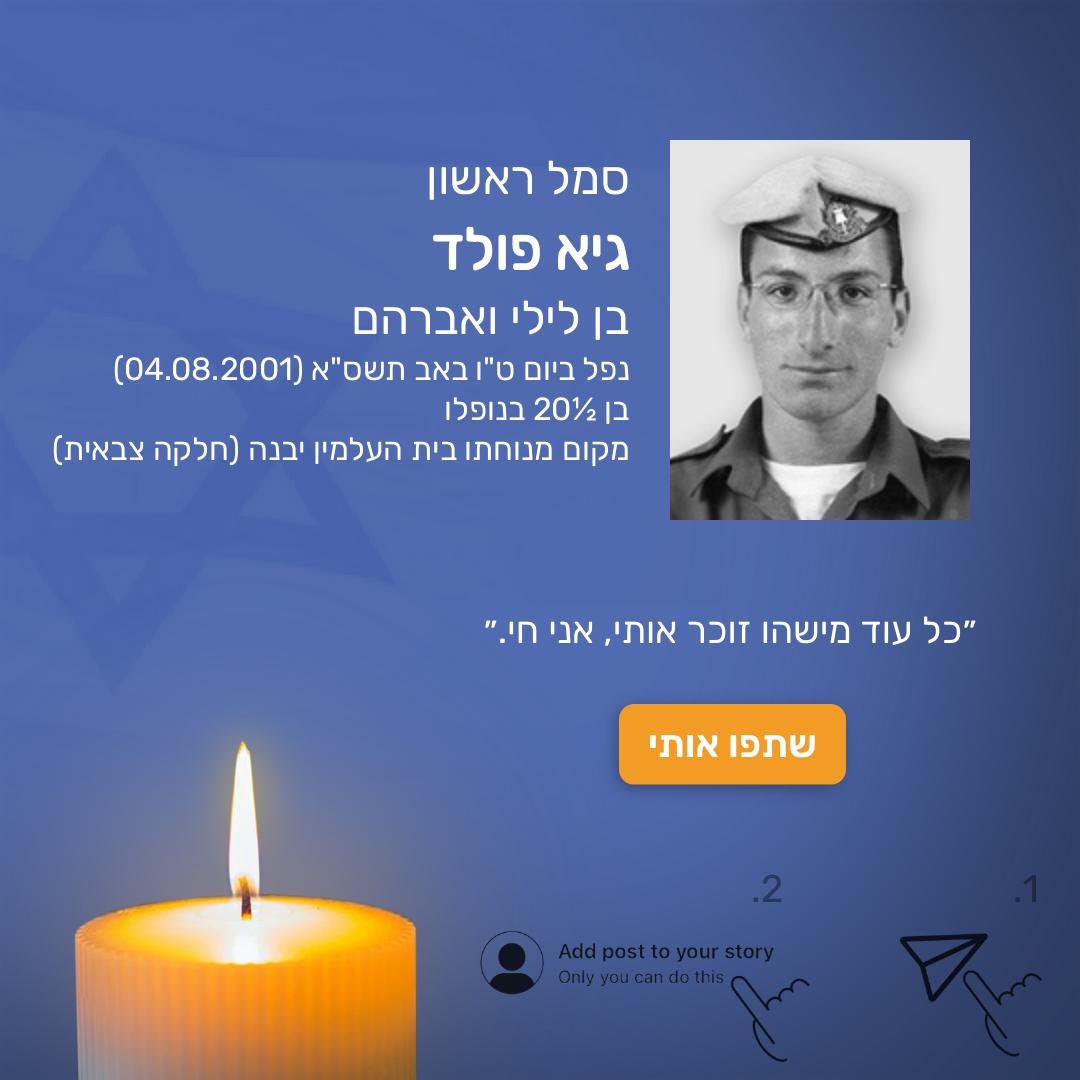 סמל ראשון
גיא פולד
בן לילי ואברהם
נפל ביום ט"ו באב תשס"א (04.08.2001)
בן 20½ בנופלו
מקום מנוחתו בית העלמין יבנה (חלקה צבאית)
״כל עוד מישהו זוכר אותי, אני חי.״
שתפו אותי
1.
2.
Add post to your story
Only you can do this